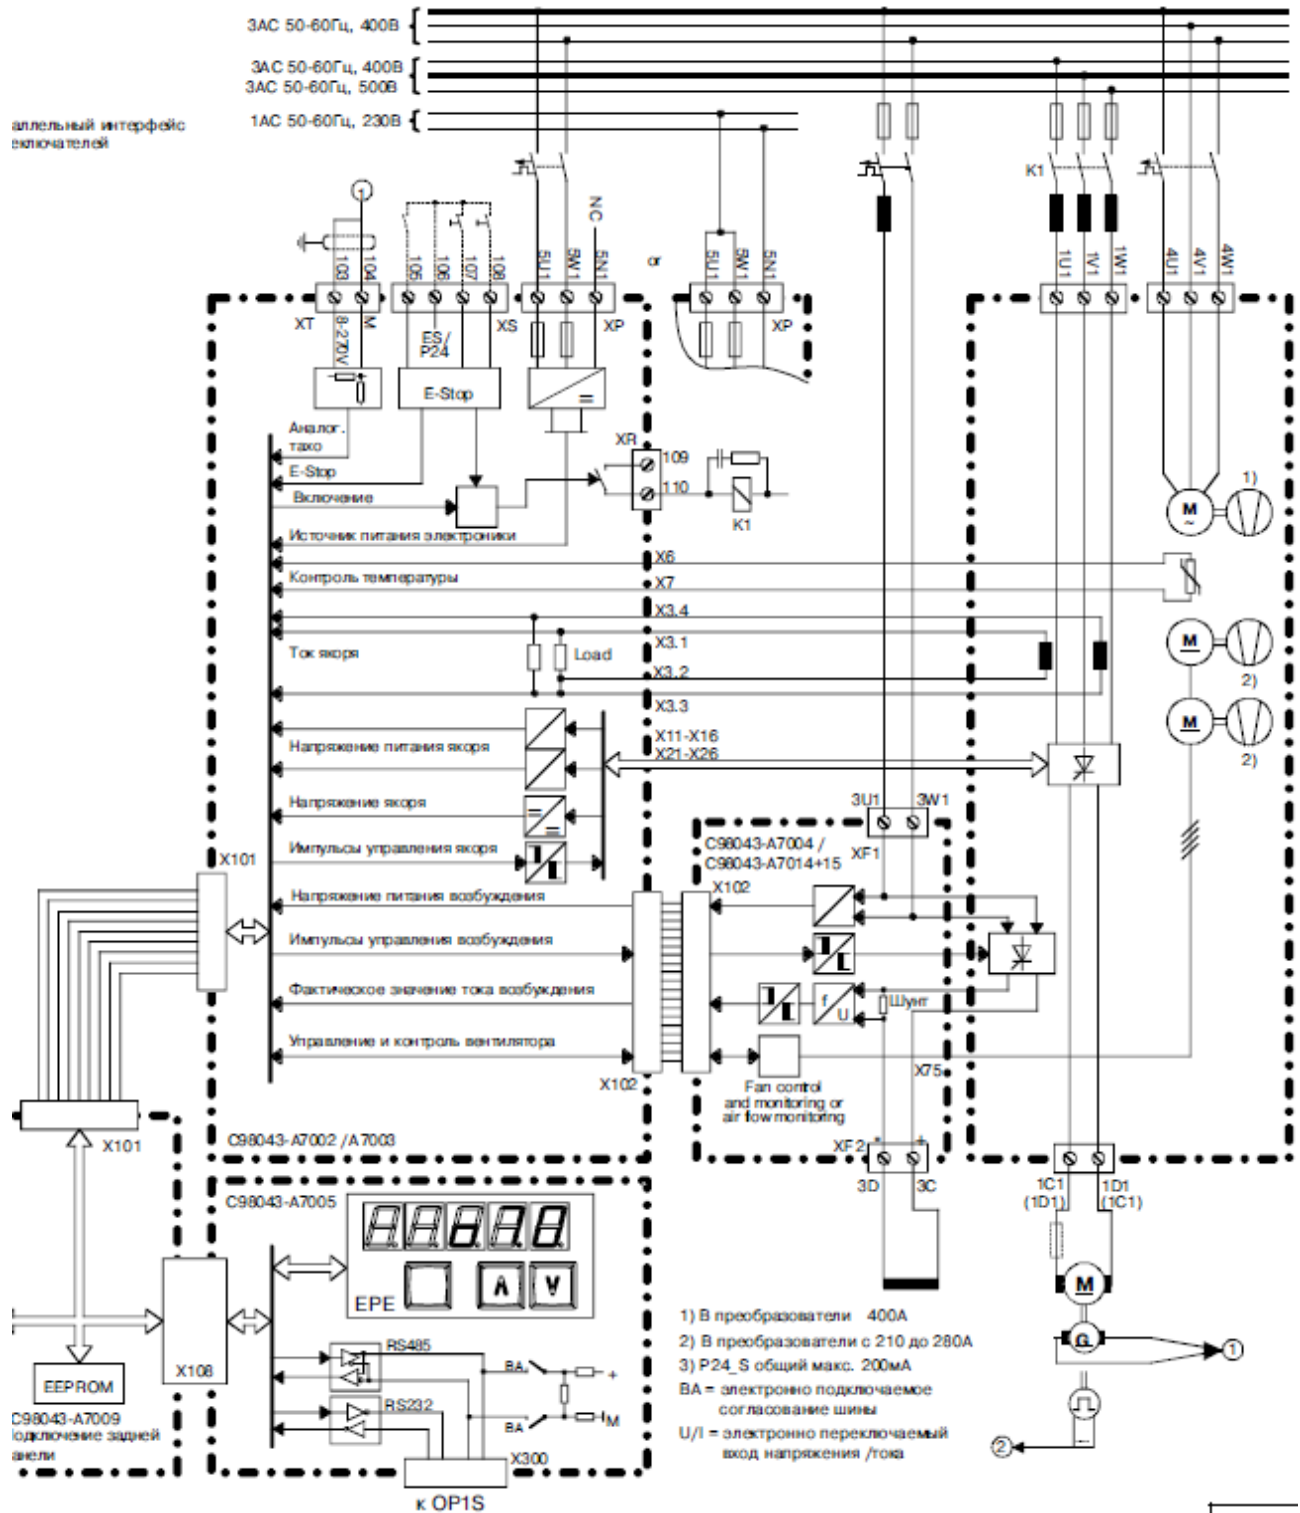 3AC 50-60Гц, 400В
3AC 50-60Гц, 400В
3AC 50-60Гц, 500В
1AC 50-60Гц, 230В
аллельный интерфейс
еключателей
K1
1
NC
103
104
105
106
107
108
5U1
5W1
5N1
or
5U1
5W1
5N1
1U1
1V1
1W1
4U1
4V1
4W1
XT
XS
XP
XP
8-270V
M
ES/
P24
E-Stop
=
Аналог.
тахо
XR
109
110
E-Stop
Включение
K1
M
~
1)
Источник питания электроники
X6
Контроль температуры
X7
X3.4
X3.1
Ток якоря
Load
X3.2
X3.3
M
2)
M
2)
X11-X16
X21-X26
Напряжение питания якоря
Напряжение якоря
=
=
3U1
3W1
XF1
C98043-A7004 /
C98043-A7014+15
Импульсы управления якоря
X101
X102
Напряжение питания возбуждения
Импульсы управления возбуждения
Фактическое значение тока возбуждения
f
U
Шунт
Управление и контроль вентилятора
X102
X75
Fan control
and monitoring or
air flow monitoring
X101
C98043-A7002 /A7003
XF2
+
3D
3C
1C1
(1D1)
1D1
(1C1)
C98043-A7005
AAB70
EPE
Λ
V
M
G
1
1) В преобразователи 400А
2) В преобразователи с 210 до 280А
3) P24_S общий макс. 200мА
BA = электронно подключаемое
согласование шины
U/I = электронно переключаемый
вход напряжения /тока
X108
RS485
BA
+
RS232
BA
M
EEPROM
C98043-A7009
одключение задней
анели
X300
к OP1S
2